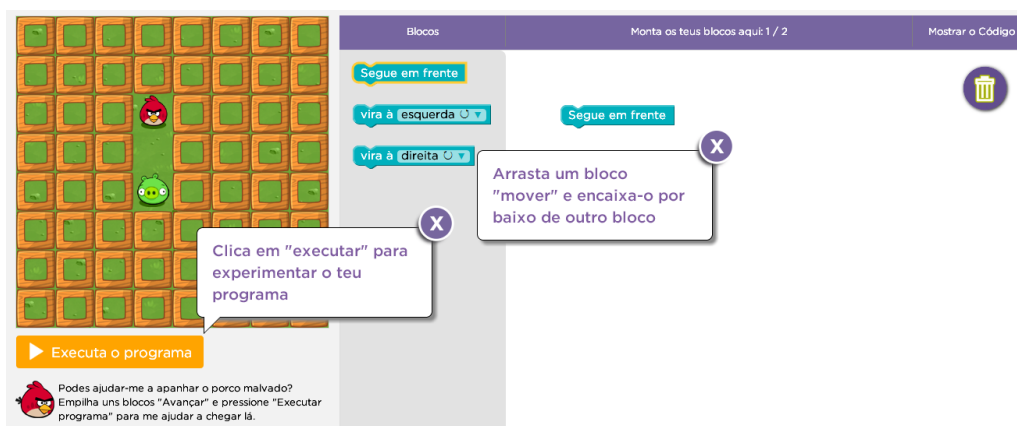 Blocos
Monta os teus blocos aqui: 1 / 2
Mostrar o Código
Segue em frente
vira à esquerda ↺ ▼
vira à direita ↻ ▼
Segue em frente
X
Arrasta um bloco
"mover" e encaixa-o por
baixo de outro bloco
X
Clica em "executar" para
experimentar o teu
programa
Executa o programa
Podes ajudar-me a apanhar o porco malvado?
Empilha uns blocos "Avançar" e pressione "Executar
programa" para me ajudar a chegar lá.